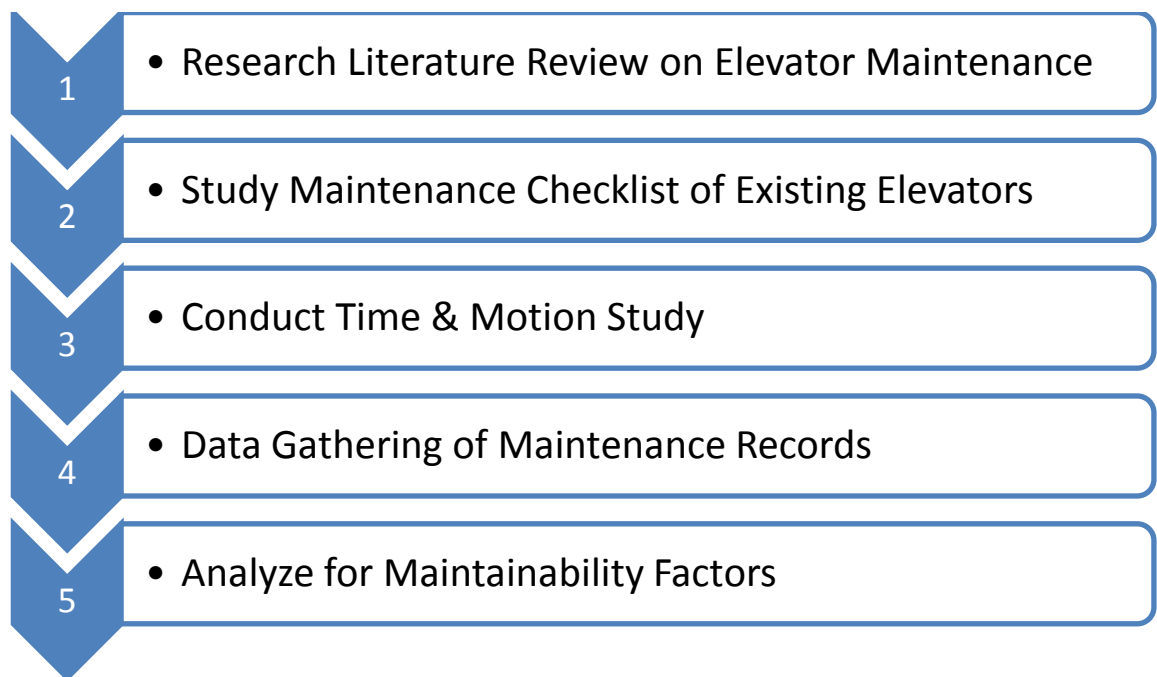 1
• Research Literature Review on Elevator Maintenance
2
• Study Maintenance Checklist of Existing Elevators
3
• Conduct Time & Motion Study
4
• Data Gathering of Maintenance Records
5
• Analyze for Maintainability Factors